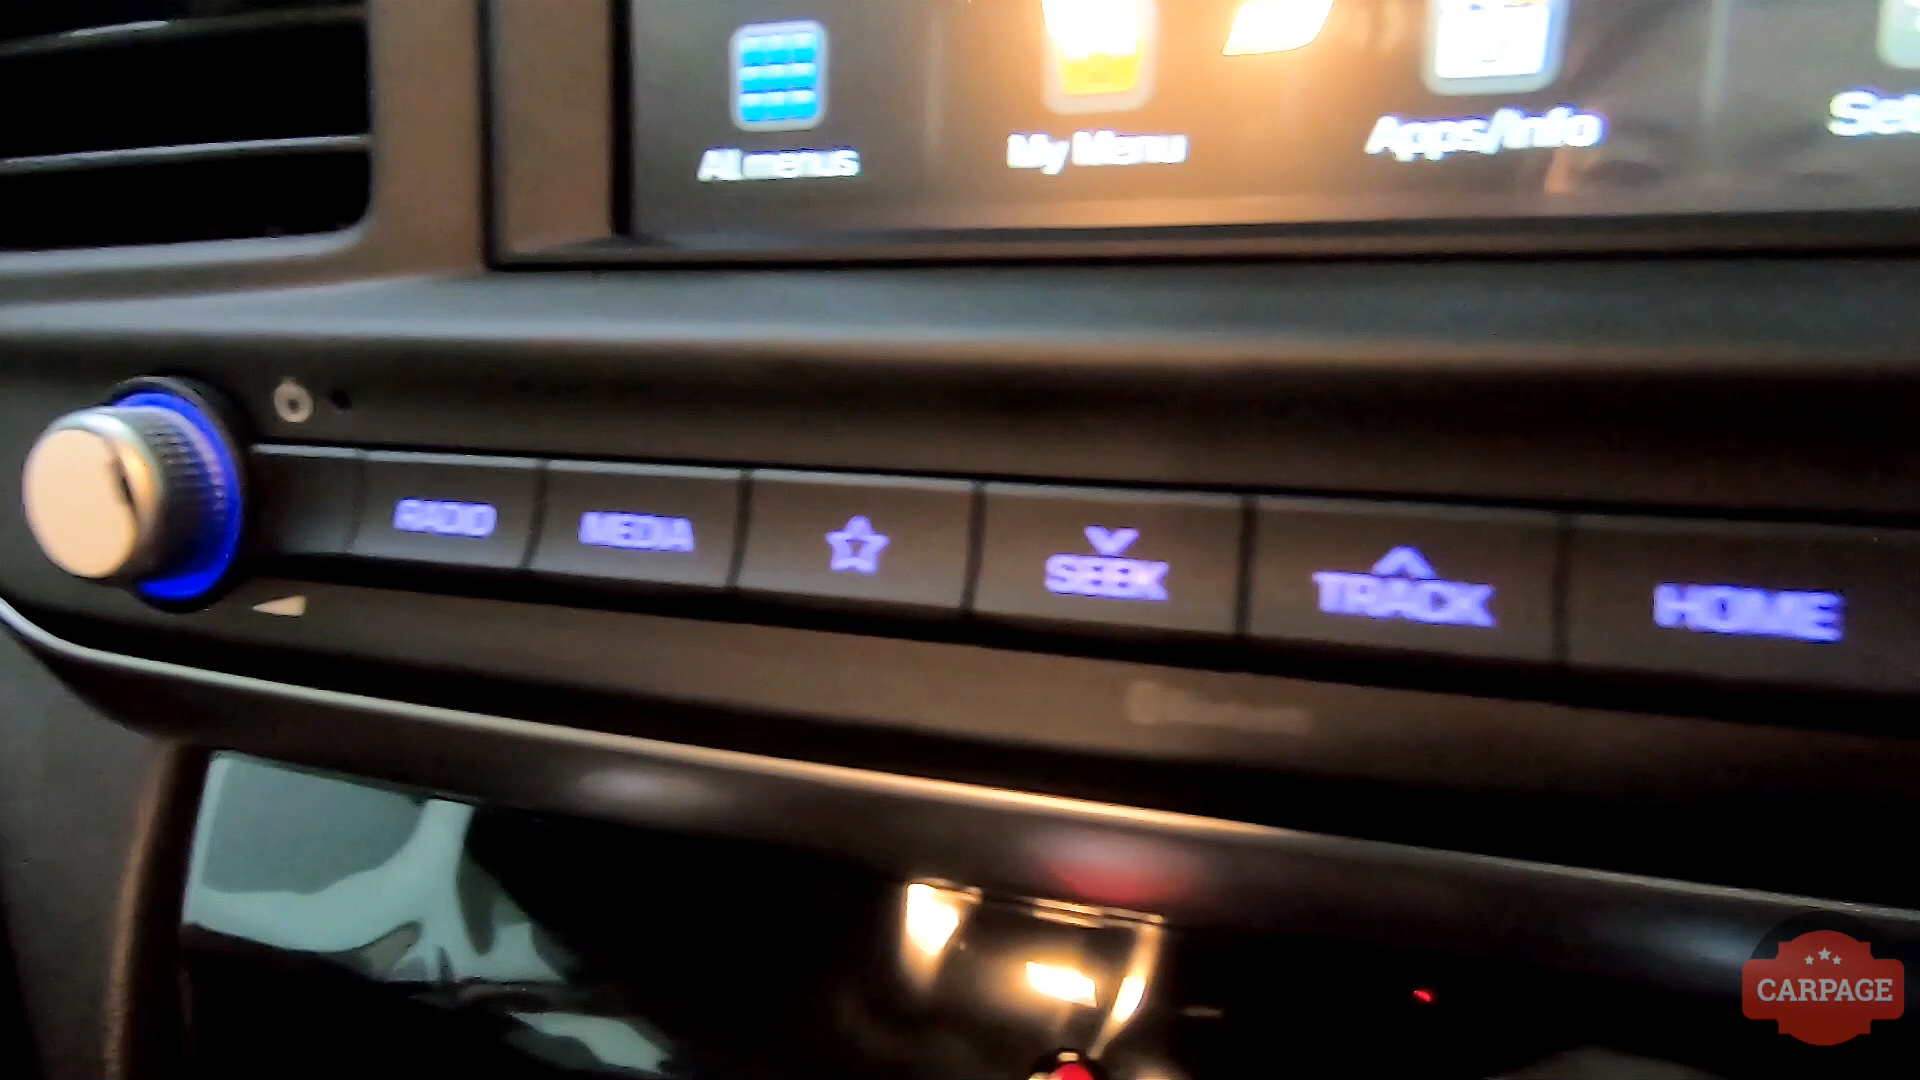 All menus
My Menu
Apps/Info
RADIO
MEDIA
SEEK
TRACK
HOME
CARPAGE